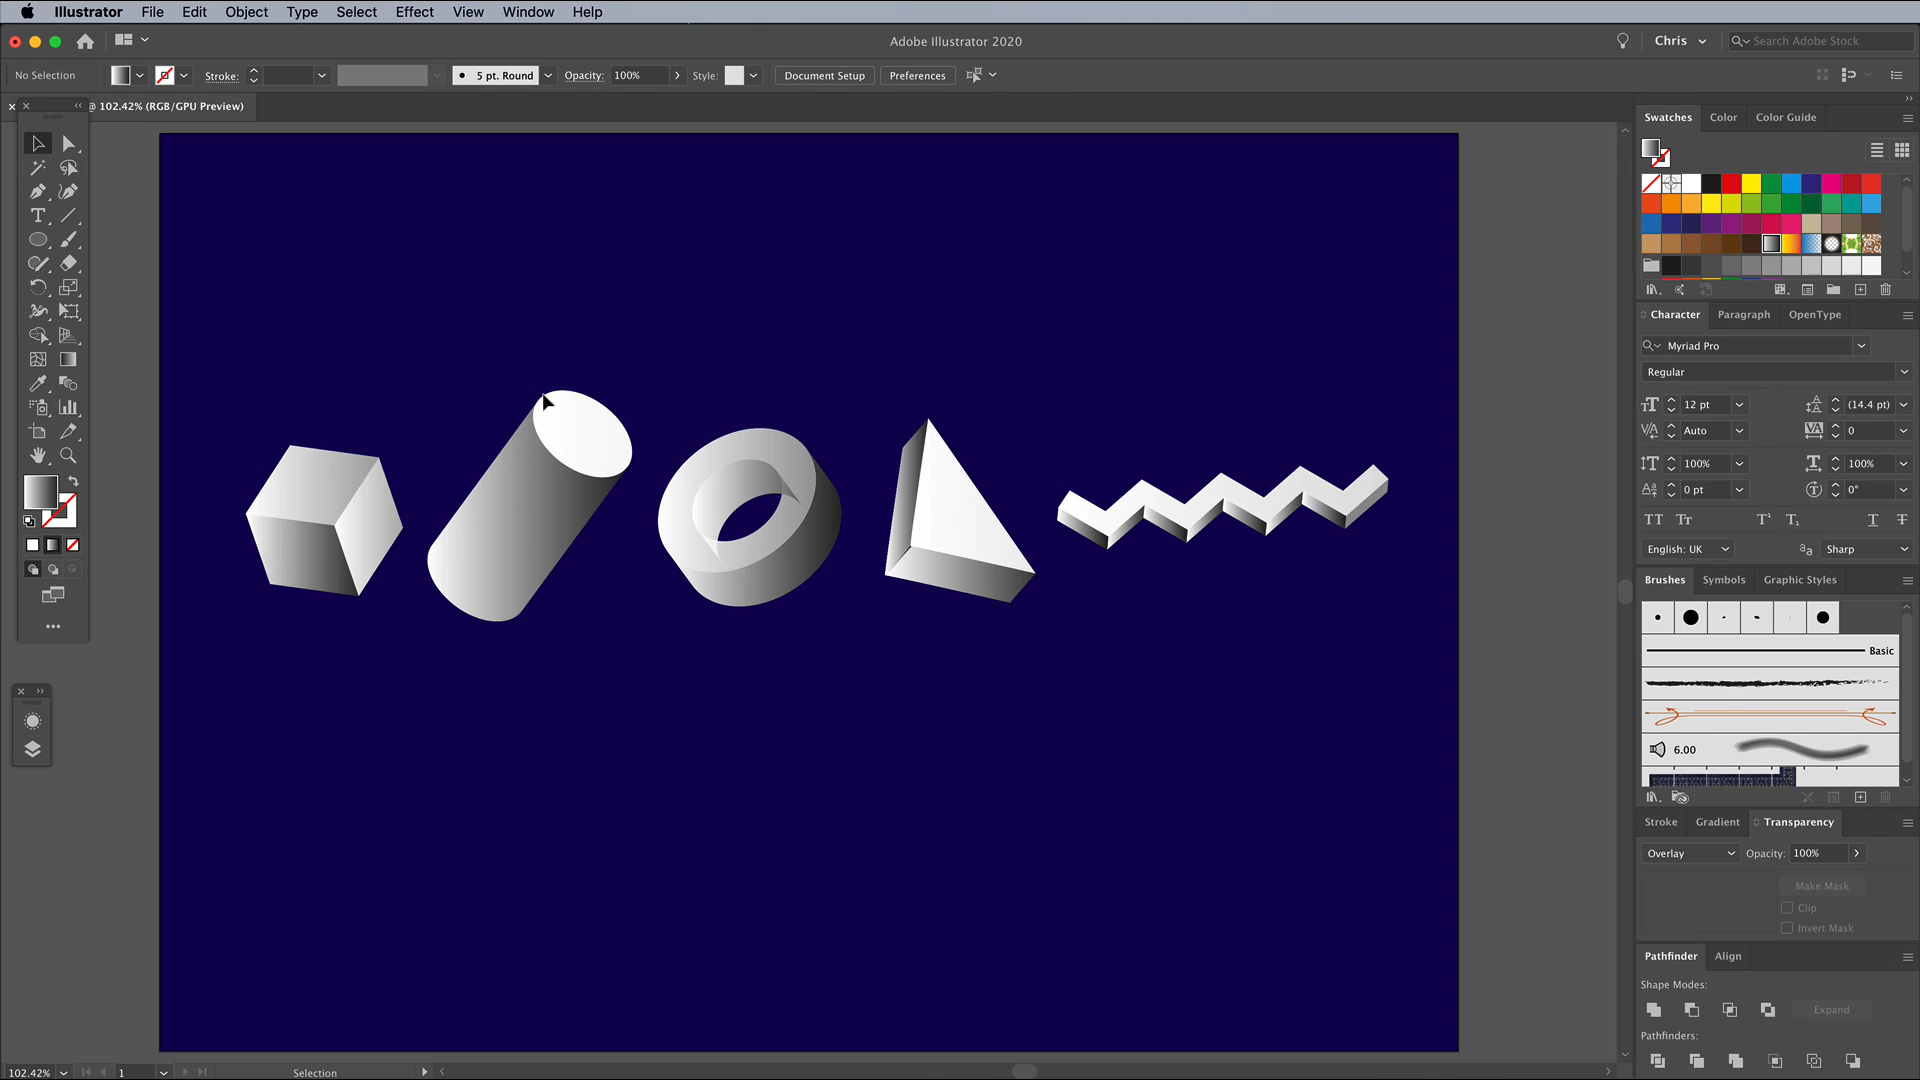 Illustrator File Edit Object Type Select Effect View Window Help
Adobe Illustrator 2020
Chris
Search Adobe Stock
No Selection
Stroke:
5 pt. Round
Opacity: 100%
Style:
Document Setup
Preferences
@ 102.42% (RGB/GPU Preview)
Swatches Color Color Guide
Character Paragraph OpenType
Myriad Pro
Regular
12 pt
(14.4 pt)
Auto
0
100%
100%
0 pt
0°
English: UK
Sharp
Brushes Symbols Graphic Styles
Basic
6.00
Stroke Gradient Transparency
Overlay
Opacity: 100%
Make Mask
Clip
Invert Mask
Pathfinder Align
Shape Modes:
Expand
Pathfinders:
102.42%
1
Selection